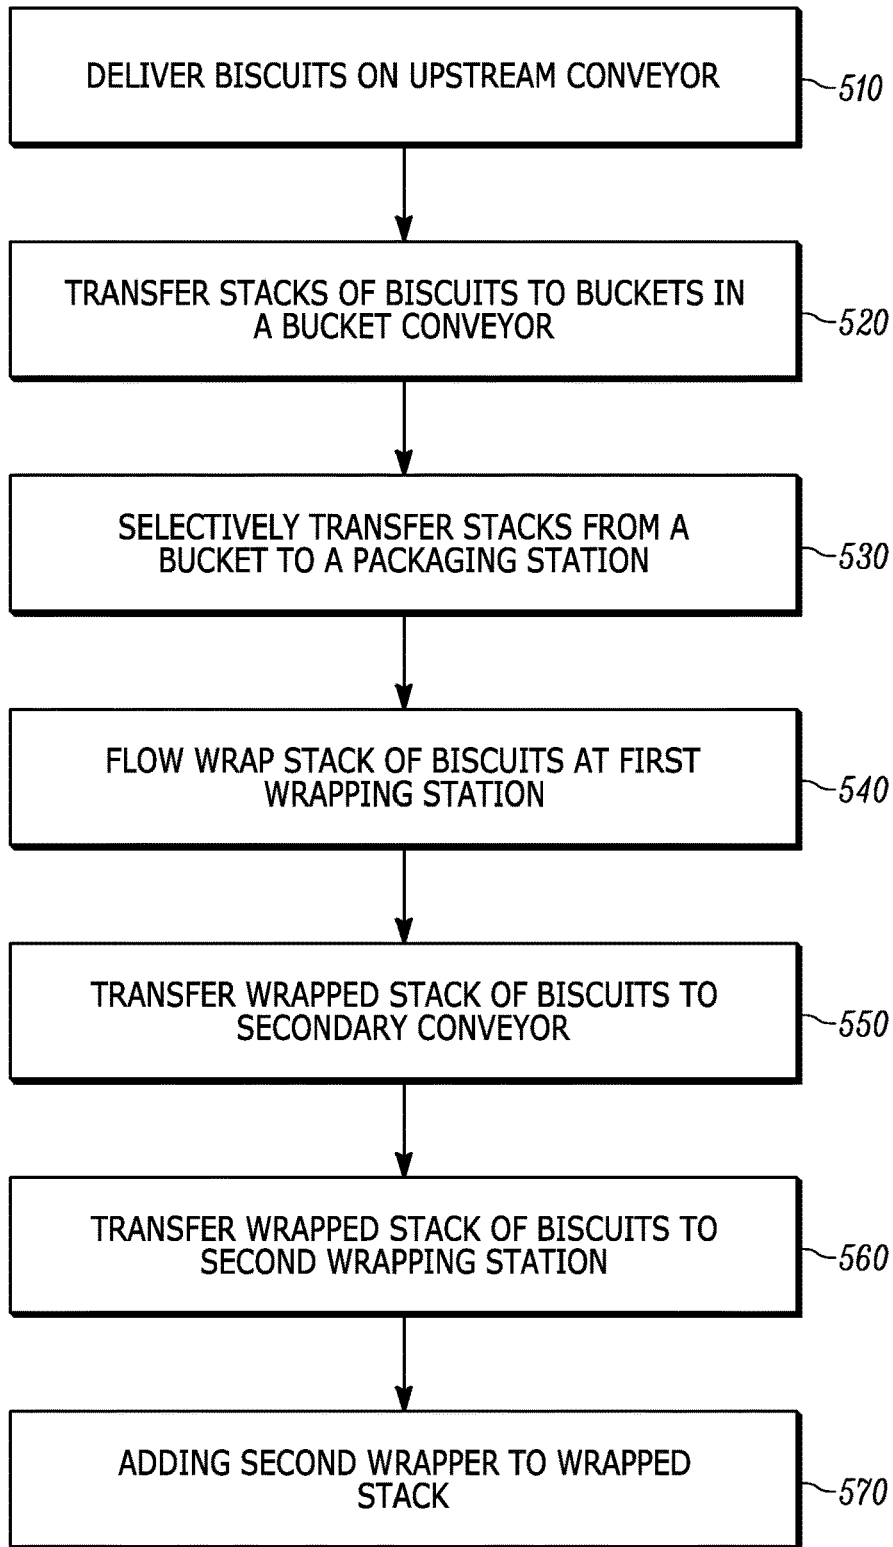 DELIVER BISCUITS ON UPSTREAM CONVEYOR
510
TRANSFER STACKS OF BISCUITS TO BUCKETS IN
A BUCKET CONVEYOR
520
SELECTIVELY TRANSFER STACKS FROM A
BUCKET TO A PACKAGING STATION
530
FLOW WRAP STACK OF BISCUITS AT FIRST
WRAPPING STATION
540
TRANSFER WRAPPED STACK OF BISCUITS TO
SECONDARY CONVEYOR
550
TRANSFER WRAPPED STACK OF BISCUITS TO
SECOND WRAPPING STATION
560
ADDING SECOND WRAPPER TO WRAPPED
STACK
570